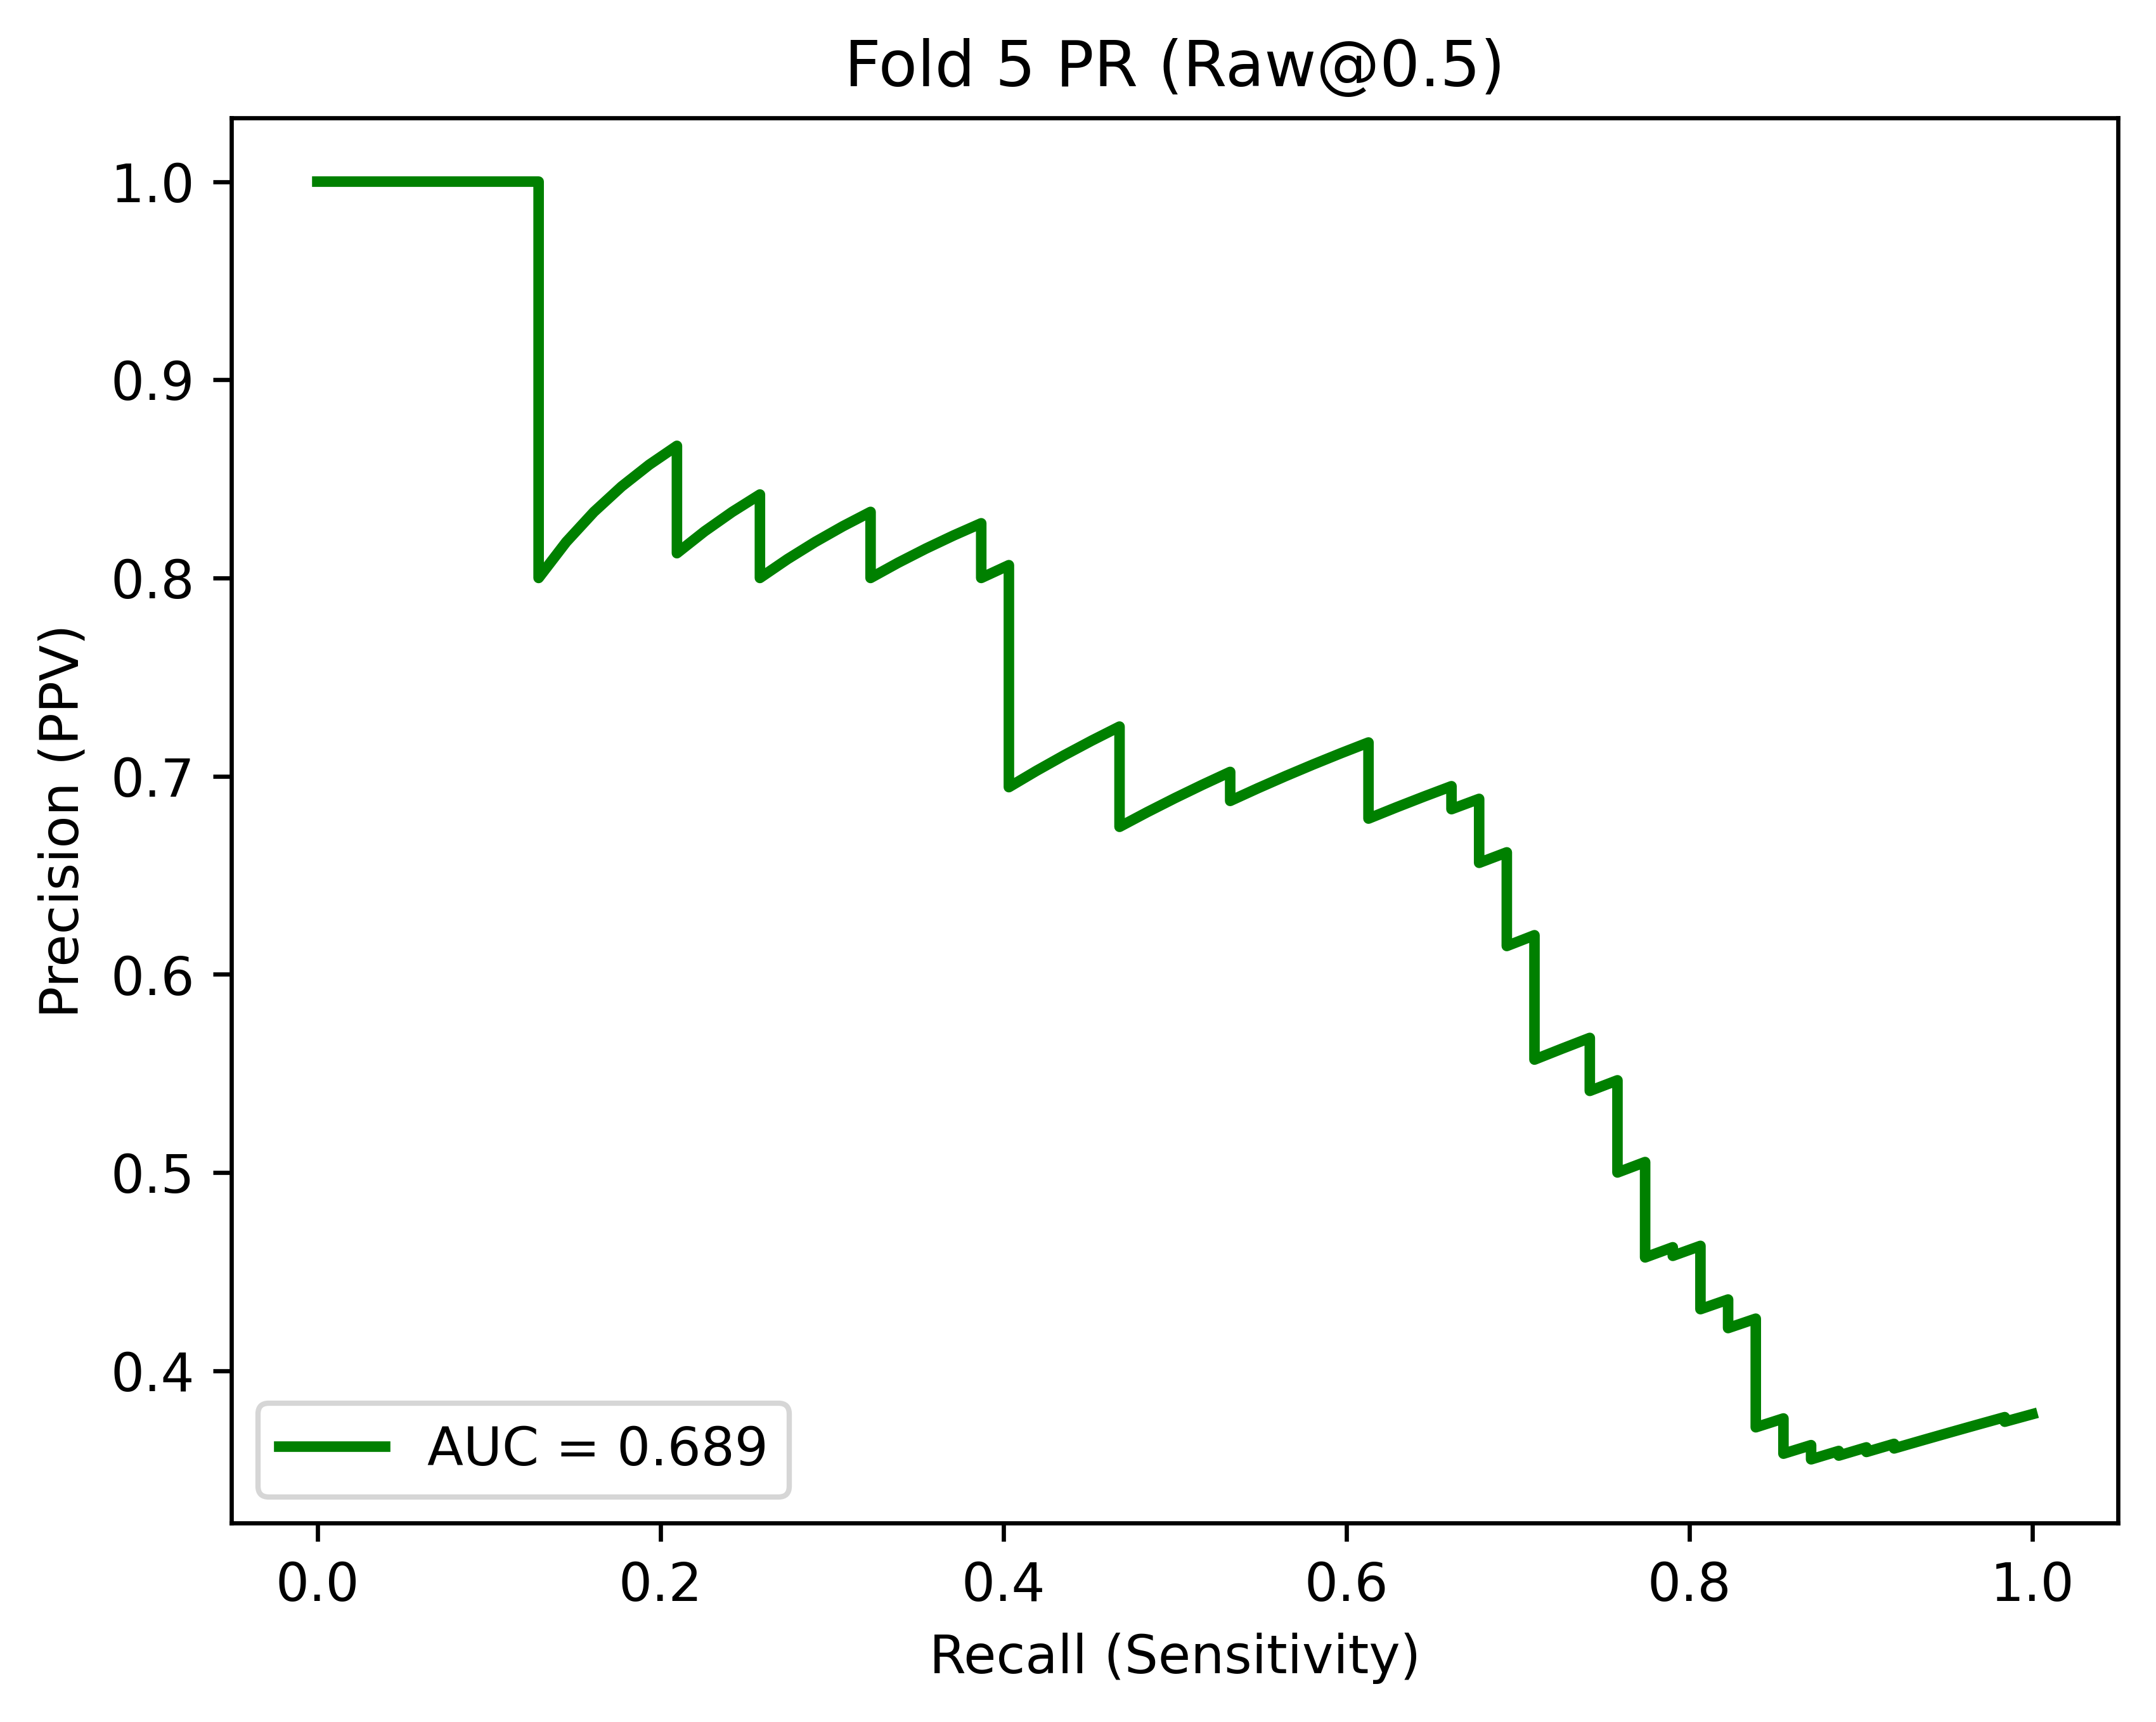 Fold 5 PR (Raw@0.5)
1.0
0.9
0.8
0.7
0.6
0.5
0.4
Precision (PPV)
AUC = 0.689
0.0 0.2 0.4 0.6 0.8 1.0
Recall (Sensitivity)